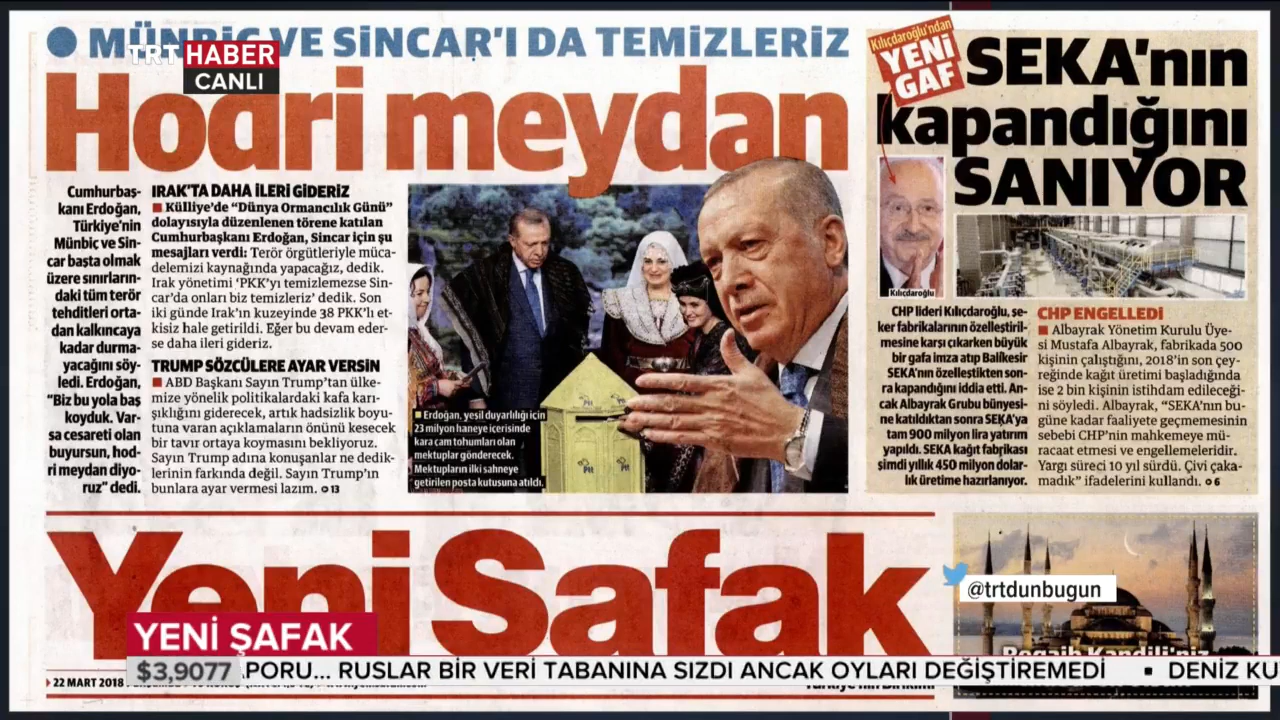 MÜNBİÇ VE SİNCAR'I DA TEMİZLERİZ
TRT HABER
CANLI
Hodri meydan
Cumhurbaş-
kanı Erdoğan,
Türkiye'nin
Münbiç ve Sin-
car başta olmak
üzere sınırların-
daki tüm terör
tehditleri orta-
dan kalkıncaya
kadar durma-
yacağını söy-
ledi. Erdoğan,
"Biz bu yola baş
koyduk. Var-
sa cesareti olan
buyursun, hod-
ri meydan diyo-
ruz" dedi.
IRAK'TA DAHA İLERİ GİDERİZ
Külliye'de "Dünya Ormancılık Günü"
dolayısıyla düzenlenen törene katılan
Cumhurbaşkanı Erdoğan, Sincar için şu
mesajları verdi: Terör örgütleriyle müca-
delemizi kaynağında yapacağız, dedik.
Irak yönetimi 'PKK'yı temizlemezse Sin-
car'da onları biz temizleriz' dedik. Son
iki günde Irak'ın kuzeyinde 38 PKK'lı et-
kisiz hale getirildi. Eğer bu devam eder-
se daha ileri gideriz.
TRUMP SÖZCÜLERE AYAR VERSİN
ABD Başkanı Sayın Trump'tan ülke-
mize yönelik politikalardaki kafa karı-
şıklığını giderecek, artık hadsizlik boyu-
tuna varan açıklamaların önünü kesecek
bir tavır ortaya koymasını bekliyoruz.
Sayın Trump adına konuşanlar ne dedik-
lerinin farkında değil. Sayın Trump'ın
bunlara ayar vermesi lazım. 13
Erdoğan, yeşil duyarlılığı için
23 milyon haneye içerisinde
kara çam tohumları olan
mektuplar gönderecek.
Mektupların ilki sahneye
getirilen posta kutusuna atıldı.
Ptt
Ptt
Kılıçdaroğlu'ndan
YENİ
GAF
SEKA'nın
kapandığını
SANIYOR
Kılıçdaroğlu
CHP lideri Kılıçdaroğlu, şe-
ker fabrikalarının özelleştiril-
mesine karşı çıkarken büyük
bir gafa imza atıp Balıkesir
SEKA'nın özelleştikten son-
ra kapandığını iddia etti. An-
cak Albayrak Grubu bünyesi-
ne katıldıktan sonra SEKA'ya
tam 900 milyon lira yatırım
yapıldı. SEKA kağıt fabrikası
şimdi yıllık 450 milyon dolar-
lık üretime hazırlanıyor.
CHP ENGELLEDİ
Albayrak Yönetim Kurulu Üye-
si Mustafa Albayrak, fabrikada 500
kişinin çalıştığını, 2018'in son çey-
reğinde kağıt üretimi başladığında
ise 2 bin kişinin istihdam edileceği-
ni söyledi. Albayrak, "SEKA'nın bu-
güne kadar faaliyete geçmemesinin
sebebi CHP'nin mahkemeye mü-
racaat etmesi ve engellemeleridir.
Yargı süreci 10 yıl sürdü. Çivi çaka-
madık" ifadelerini kullandı. 6
Yeni Şafak
@trtdunbugun
YENİ ŞAFAK
$3,9077 PORU... RUSLAR BİR VERİ TABANINA SIZDI ANCAK OYLARI DEĞİŞTİREMEDİ ▪ DENİZ KU
22 MART 2018